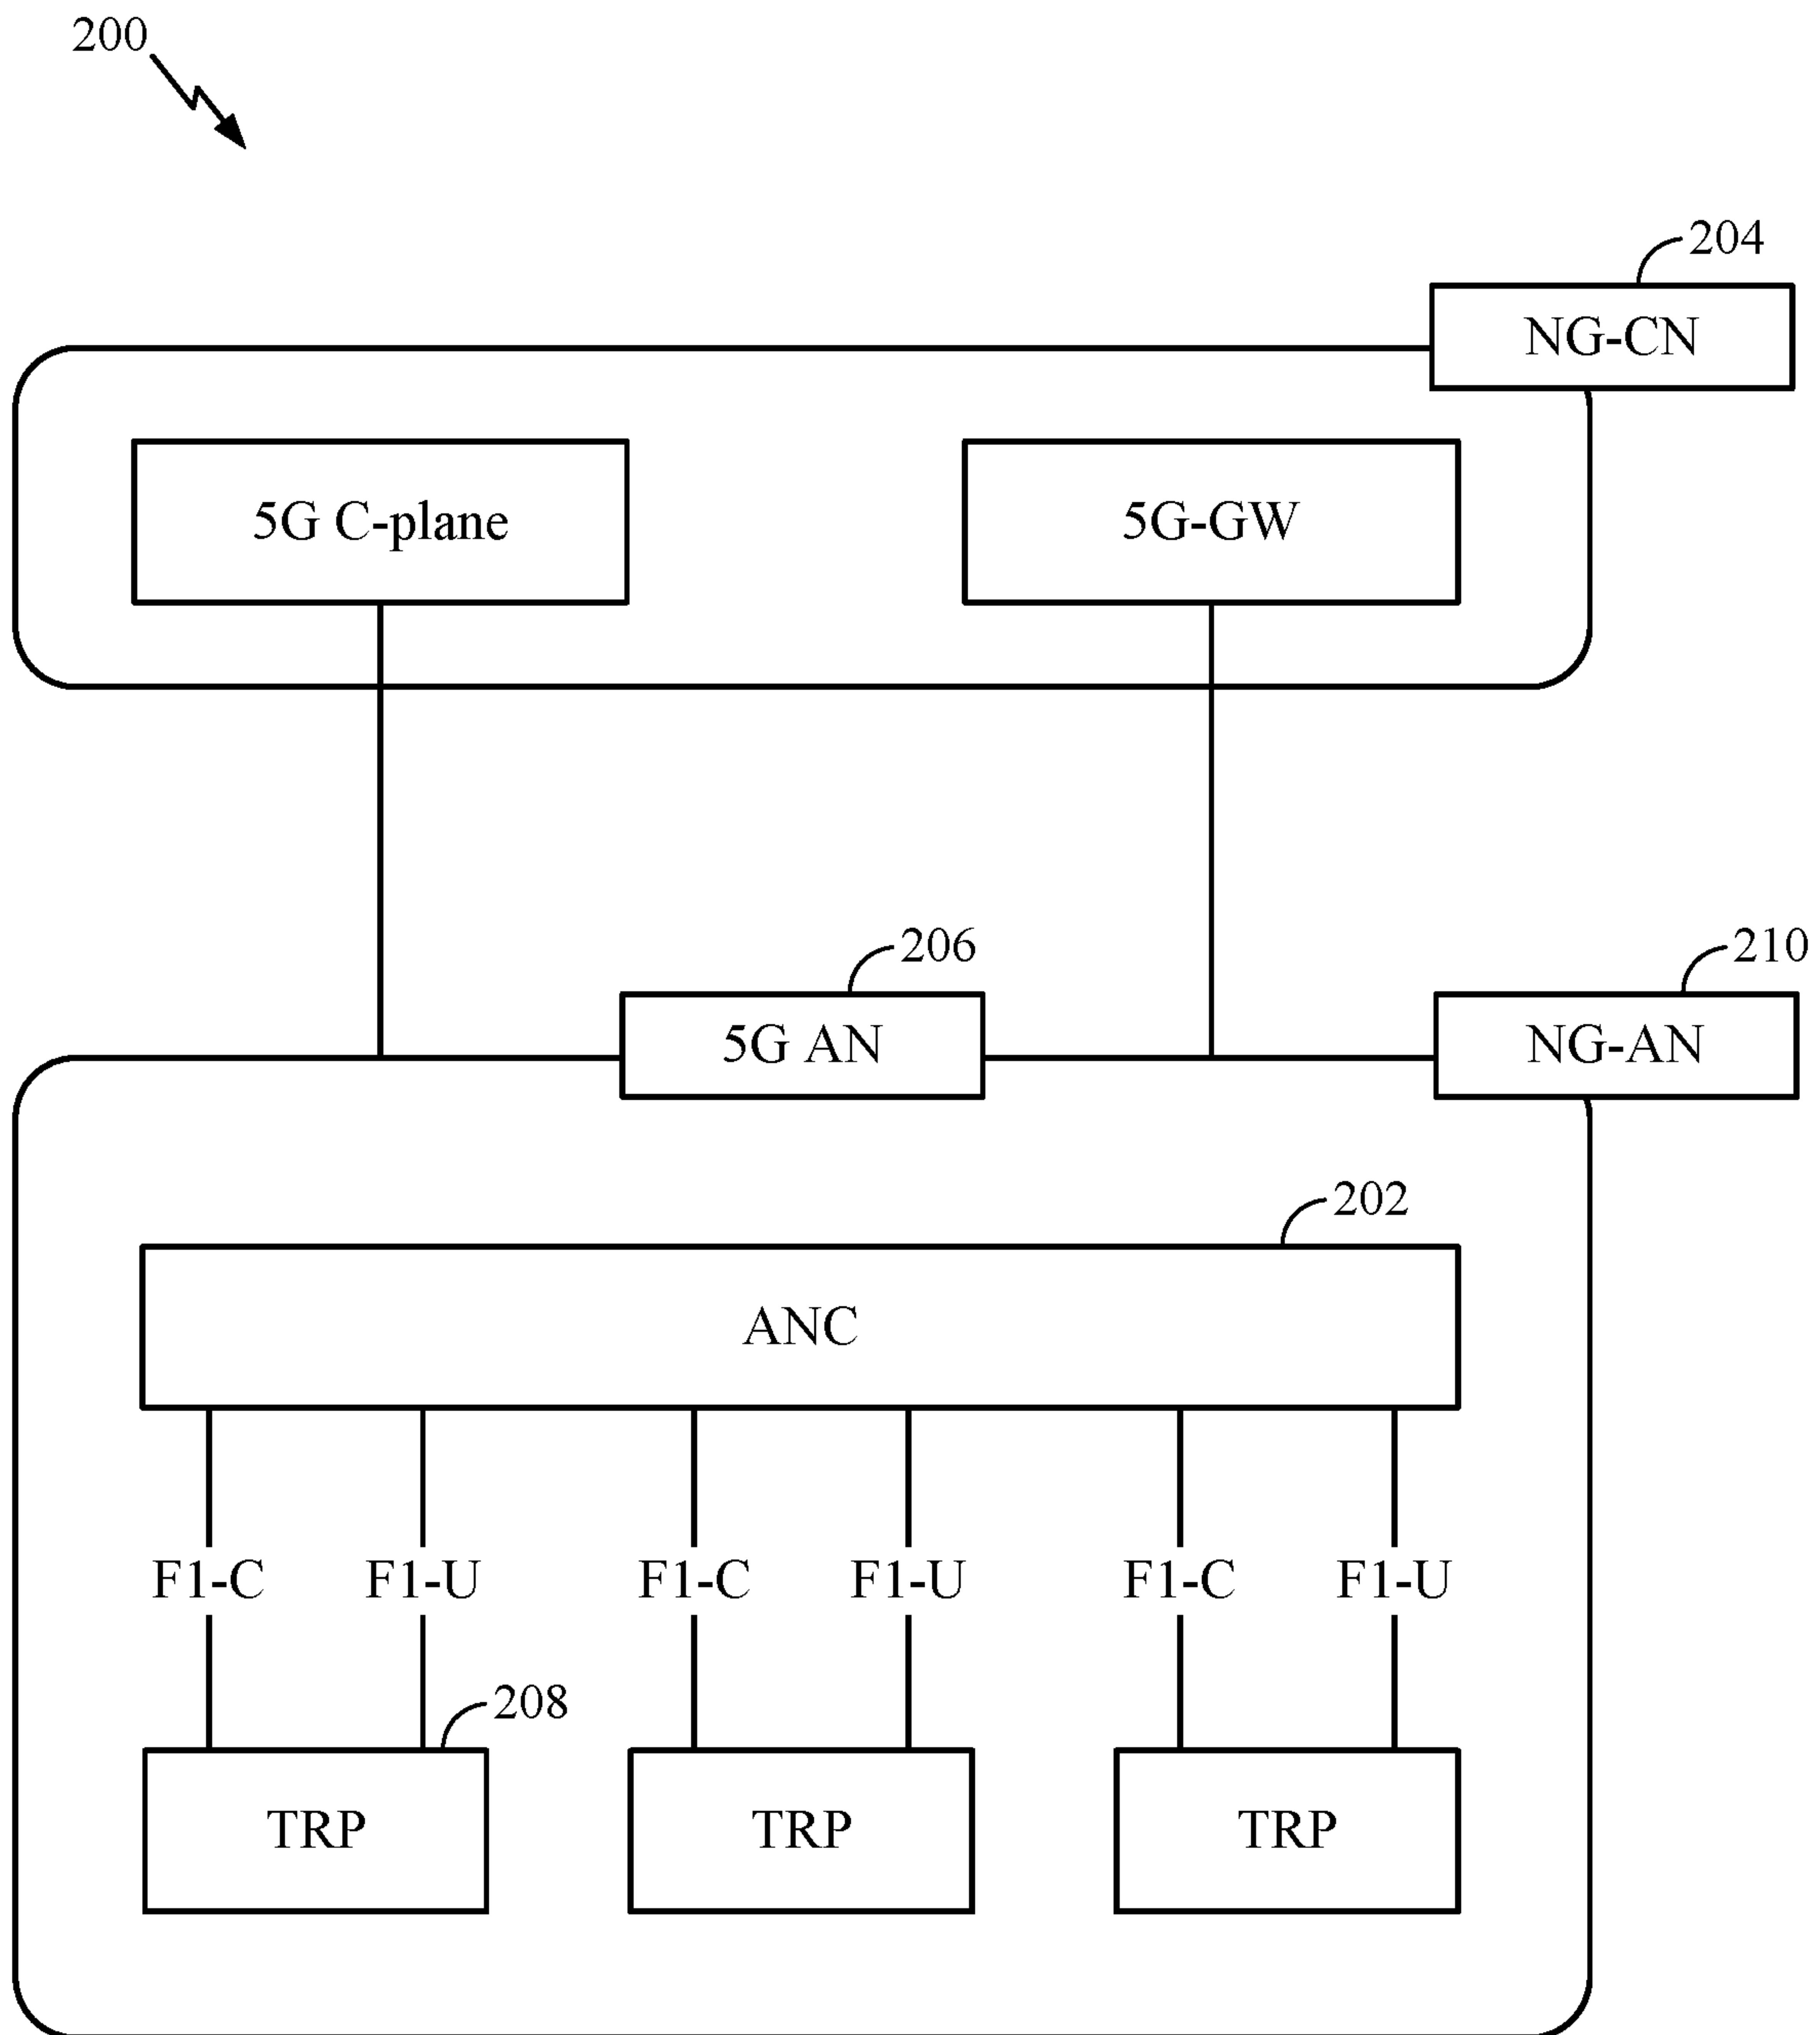 200
204
NG-CN
5G C-plane
5G-GW
206
210
5G AN
NG-AN
202
ANC
F1-C F1-U F1-C F1-U F1-C F1-U
208
TRP TRP TRP